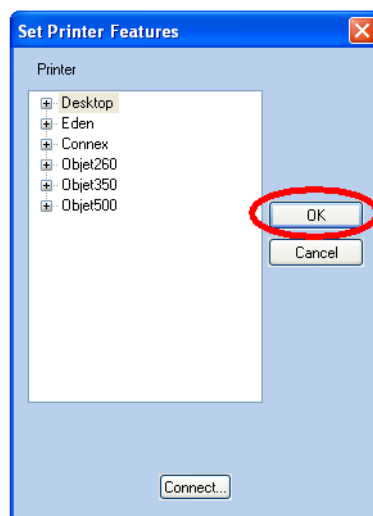 Set Printer Features
Printer
Desktop
Eden
Connex
Objet260
Objet350
Objet500
OK
Cancel
Connect...